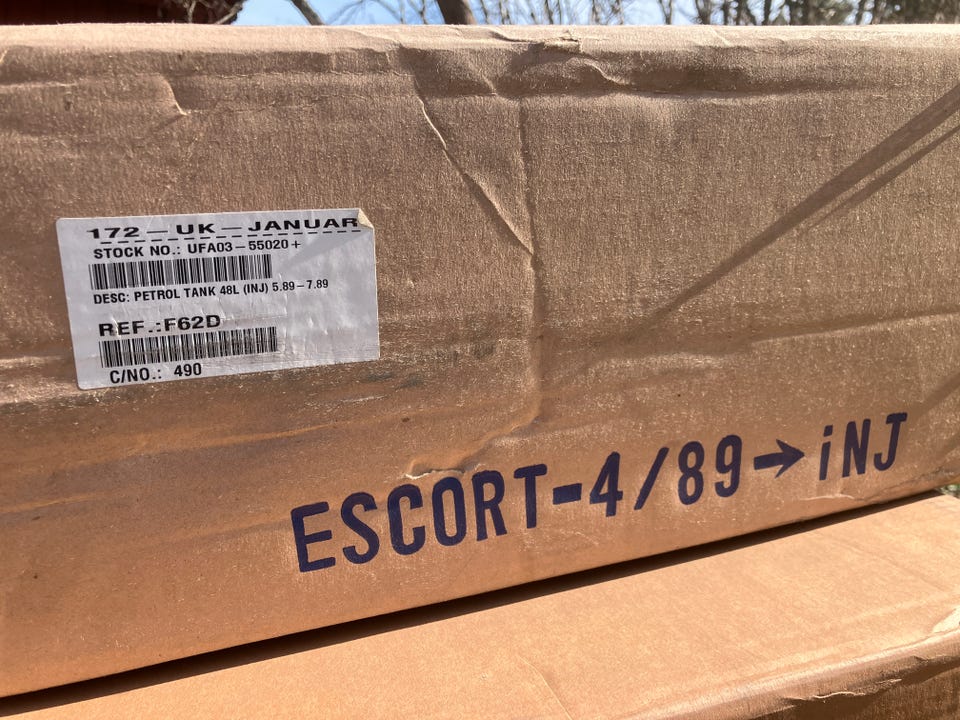 172 - UK - JANUAR
STOCK NO.: UFA03-55020+
DESC: PETROL TANK 48L (INJ) 5.89-7.89
REF.:F62D
C/NO.: 490
ESCORT-4/89→iNJ